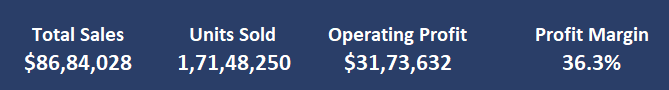 Total Sales Units Sold Operating Profit Profit Margin
$86,84,028 1,71,48,250 $31,73,632 36.3%